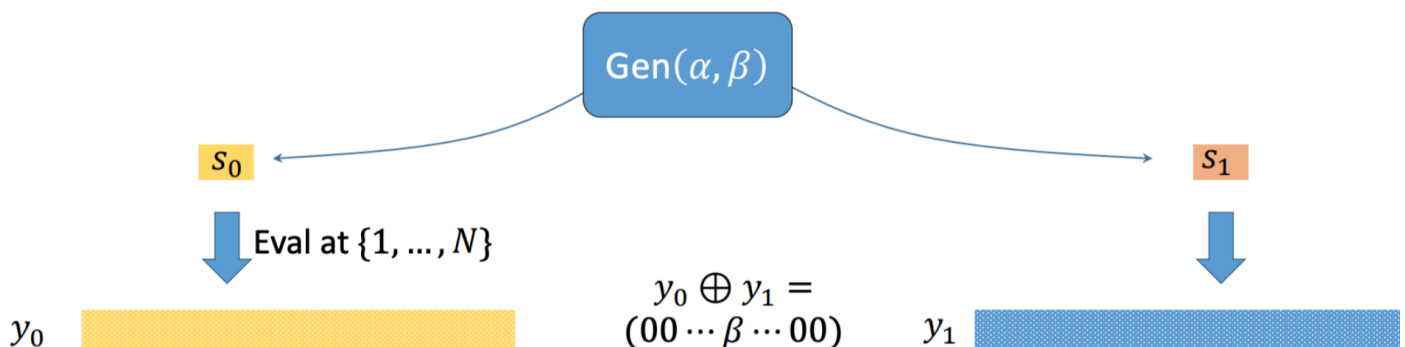 Gen(α, β)
s₀
s₁
Eval at {1, …, N}
y₀ ⊕ y₁ =
(00 ⋯ β ⋯ 00)
y₀
y₁